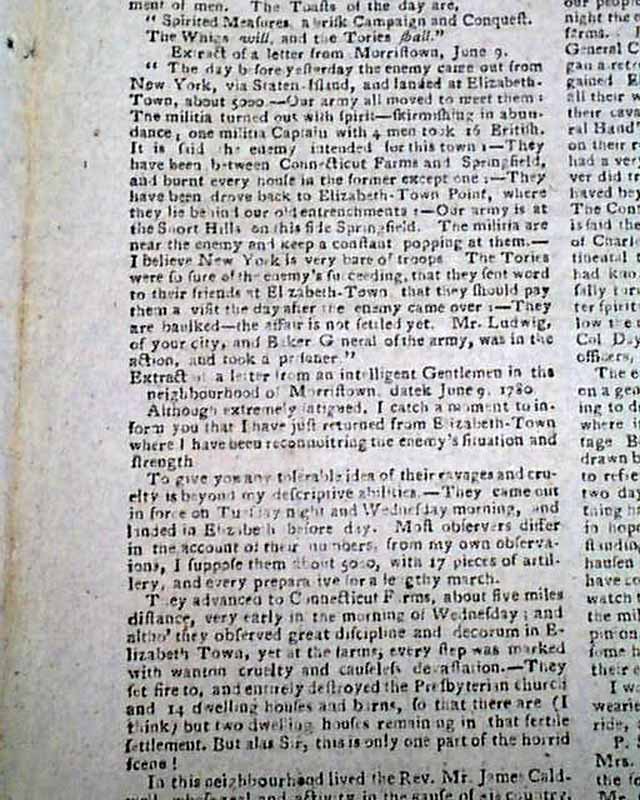 ment of men. The Toasts of the day are,
"Spirited Measures, a brisk Campaign and Conquest.
The Whigs will, and the Tories shall."
Extract of a letter from Morristown, June 9.
"The day before yesterday the enemy came out from
New York, via Staten-Island, and landed at Elizabeth-
Town, about 5000.—Our army all moved to meet them:
The militia turned out with spirit—skirmishing in abun-
dance; one militia Captain with 4 men took 16 British.
It is said the enemy intended for this town:—They
have been between Connecticut Farms and Springfield,
and burnt every house in the former except one:—They
have been drove back to Elizabeth-Town Point, where
they lie behind our old entrenchments:—Our army is at
the Short Hills on this side Springfield. The militia are
near the enemy and keep a constant popping at them.—
I believe New York is very bare of troops The Tories
were so sure of the enemy's succeeding, that they sent word
to their friends at Elizabeth-Town that they should pay
them a visit the day after the enemy came over:—They
are baulked—the affair is not settled yet. Mr. Ludwig,
of your city, and Baker General of the army, was in the
action, and took a prisoner."
Extract of a letter from an intelligent Gentlemen in the
neighbourhood of Morristown, datek June 9, 1780
Although extremely fatigued, I catch a moment to in-
form you that I have just returned from Elizabeth-Town
where I have been reconnoitring the enemy's situation and
strength
To give you any tolerable idea of their ravages and cru-
elty is beyond my descriptive abilities.—They came out
in force on Tuesday night and Wednesday morning, and
landed in Elizabeth before day. Most observers differ
in the account of their numbers, from my own observa-
ions, I suppose them about 5000, with 17 pieces of artil-
lery, and every preparative for a lengthy march.
They advanced to Connecticut Farms, about five miles
distance, very early in the morning of Wednesday; and
altho' they observed great discipline and decorum in E-
lizabeth Town, yet at the farms, every step was marked
with wanton cruelty and causeless devastation.—They
set fire to, and entirely destroyed the Presbyterian church
and 14 dwelling houses and barns, so that there are (I
think) but two dwelling houses remaining in that fertile
settlement. But alas Sir, this is only one part of the horrid
scene!
In this neighbourhood lived the Rev. Mr. James Cald-
well, whose zeal and activity in the cause of his country,